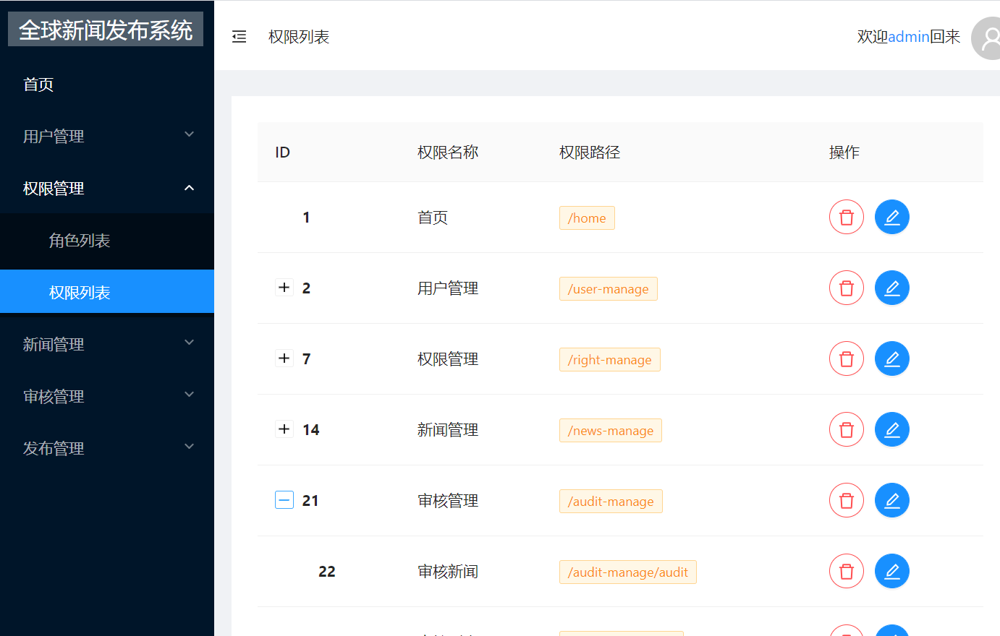 全球新闻发布系统
首页
用户管理
权限管理
角色列表
权限列表
新闻管理
审核管理
发布管理
权限列表
欢迎admin回来
ID 权限名称 权限路径 操作
1 首页 /home
2 用户管理 /user-manage
7 权限管理 /right-manage
14 新闻管理 /news-manage
21 审核管理 /audit-manage
22 审核新闻 /audit-manage/audit